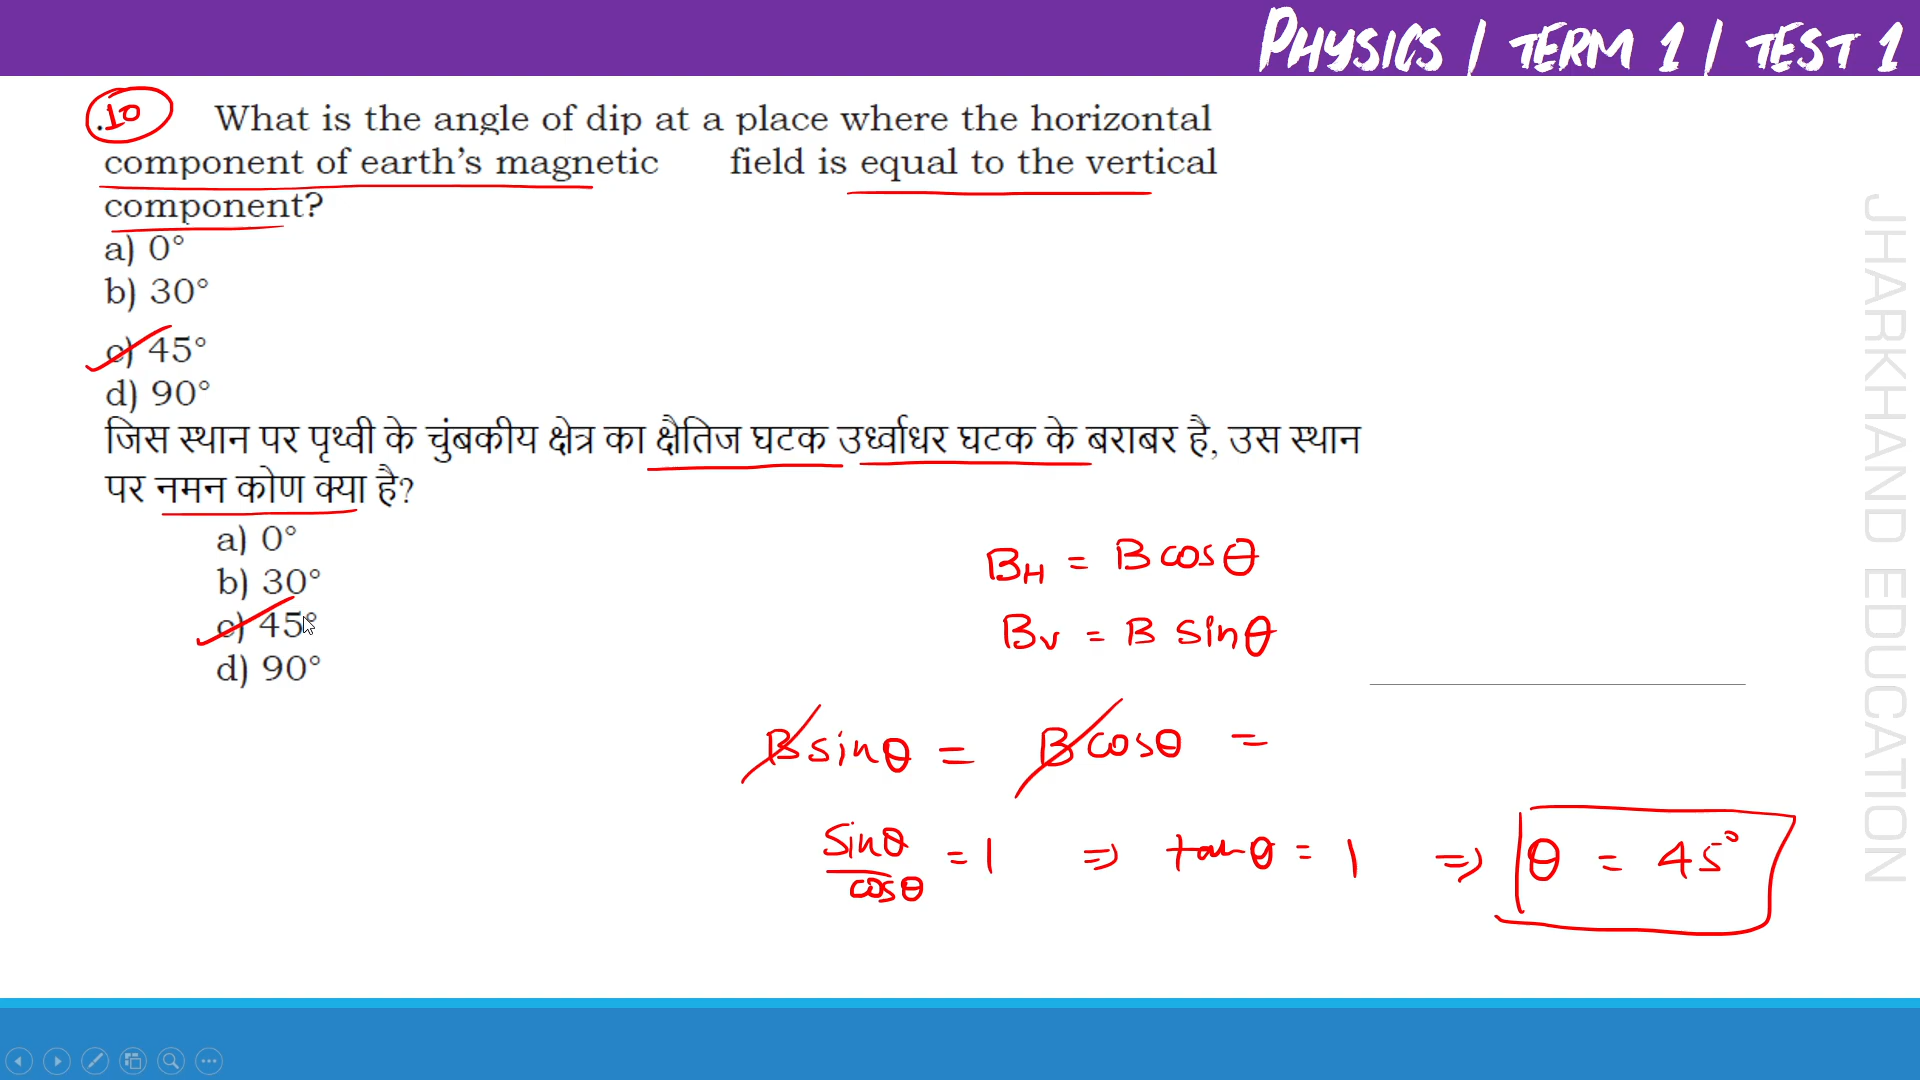 PHYSICS | TERM 1 | TEST 1
.10 What is the angle of dip at a place where the horizontal
component of earth's magnetic field is equal to the vertical
component?
a) 0°
b) 30°
c) 45°
d) 90°
जिस स्थान पर पृथ्वी के चुंबकीय क्षेत्र का क्षैतिज घटक उर्ध्वाधर घटक के बराबर है, उस स्थान
पर नमन कोण क्या है?
a) 0°
b) 30°
c) 45°
d) 90°
B_H = B cosθ
B_v = B sinθ
B sinθ = B cosθ =
sinθ/cosθ = 1 ⇒ tanθ = 1 ⇒ θ = 45°
JHARKHAND EDUCATION